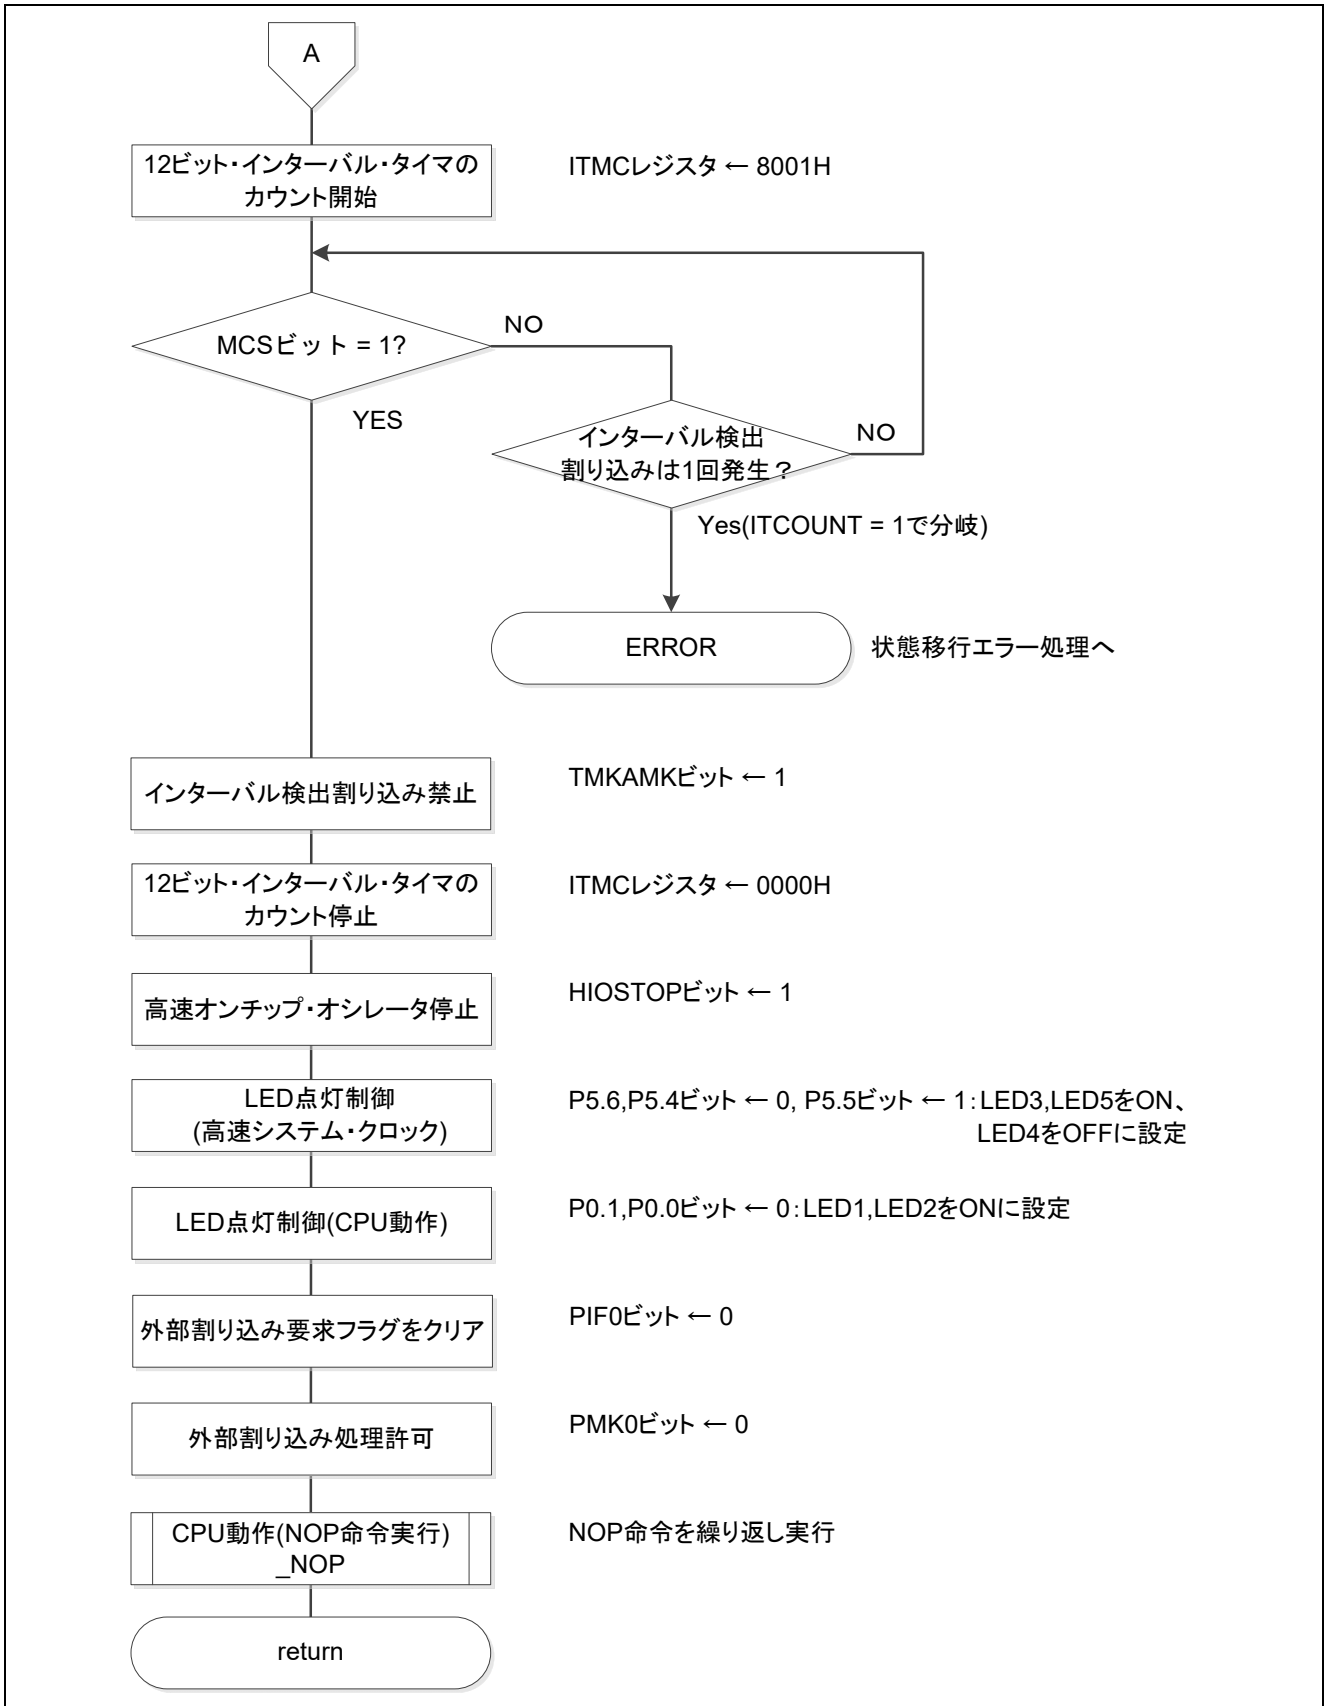 A
12ビット・インターバル・タイマの
カウント開始
ITMCレジスタ ← 8001H
MCSビット = 1?
NO
YES
インターバル検出
割り込みは1回発生？
NO
Yes(ITCOUNT = 1で分岐)
ERROR
状態移行エラー処理へ
インターバル検出割り込み禁止
TMKAMKビット ← 1
12ビット・インターバル・タイマの
カウント停止
ITMCレジスタ ← 0000H
高速オンチップ・オシレータ停止
HIOSTOPビット ← 1
LED点灯制御
(高速システム・クロック)
P5.6,P5.4ビット ← 0, P5.5ビット ← 1：LED3,LED5をON、
LED4をOFFに設定
LED点灯制御(CPU動作)
P0.1,P0.0ビット ← 0：LED1,LED2をONに設定
外部割り込み要求フラグをクリア
PIF0ビット ← 0
外部割り込み処理許可
PMK0ビット ← 0
CPU動作(NOP命令実行)
_NOP
NOP命令を繰り返し実行
return